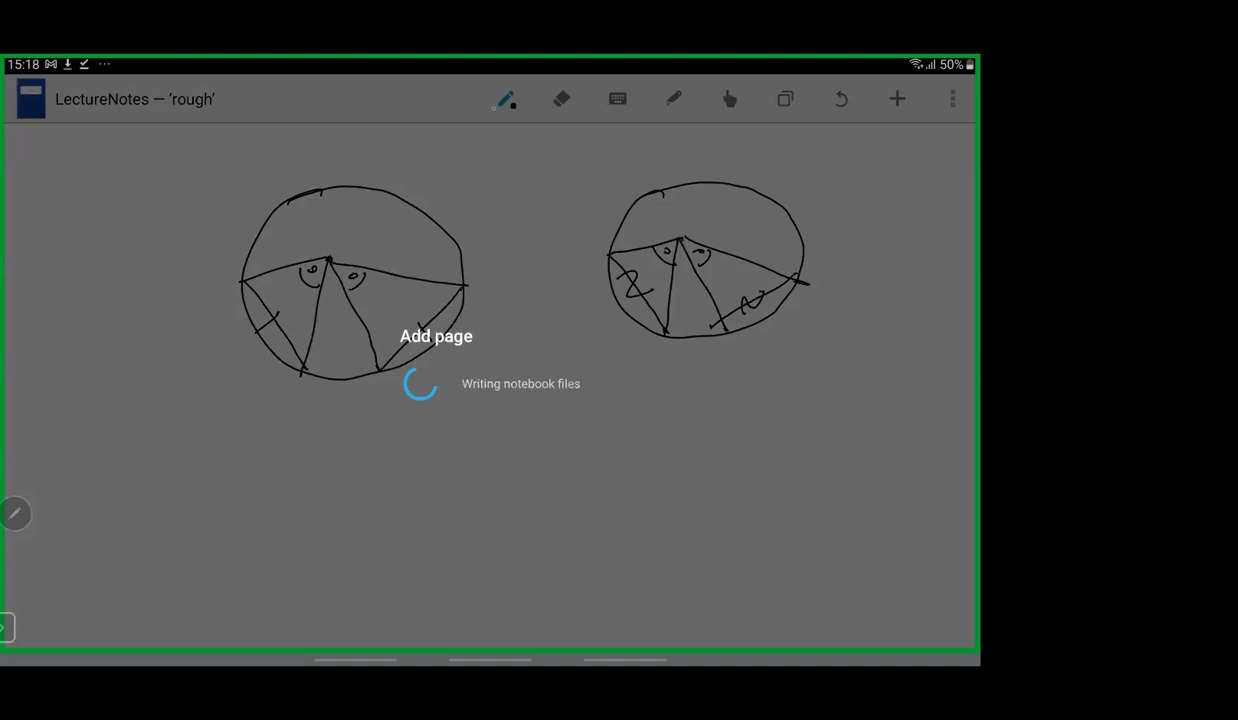 15:18 50%
LectureNotes — ‘rough’
Add page
Writing notebook files